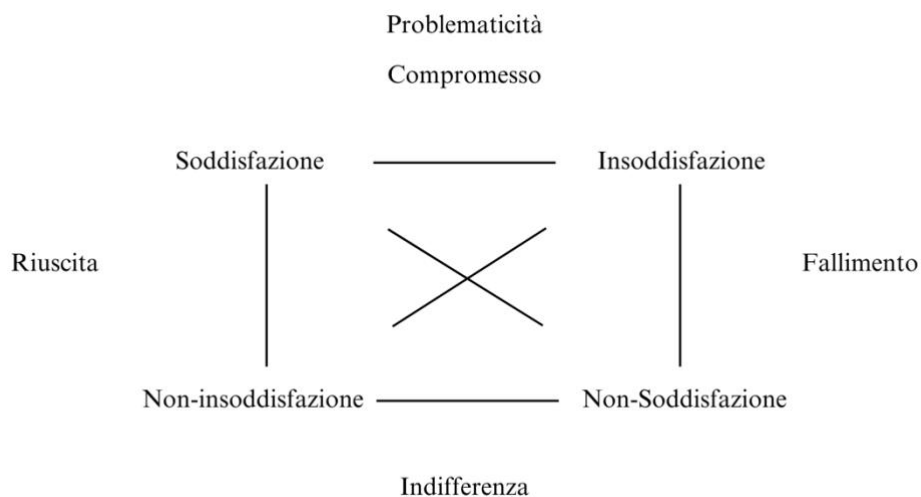 Problematicità
Compromesso
Soddisfazione
Insoddisfazione
Riuscita
Fallimento
Non-insoddisfazione
Non-Soddisfazione
Indifferenza